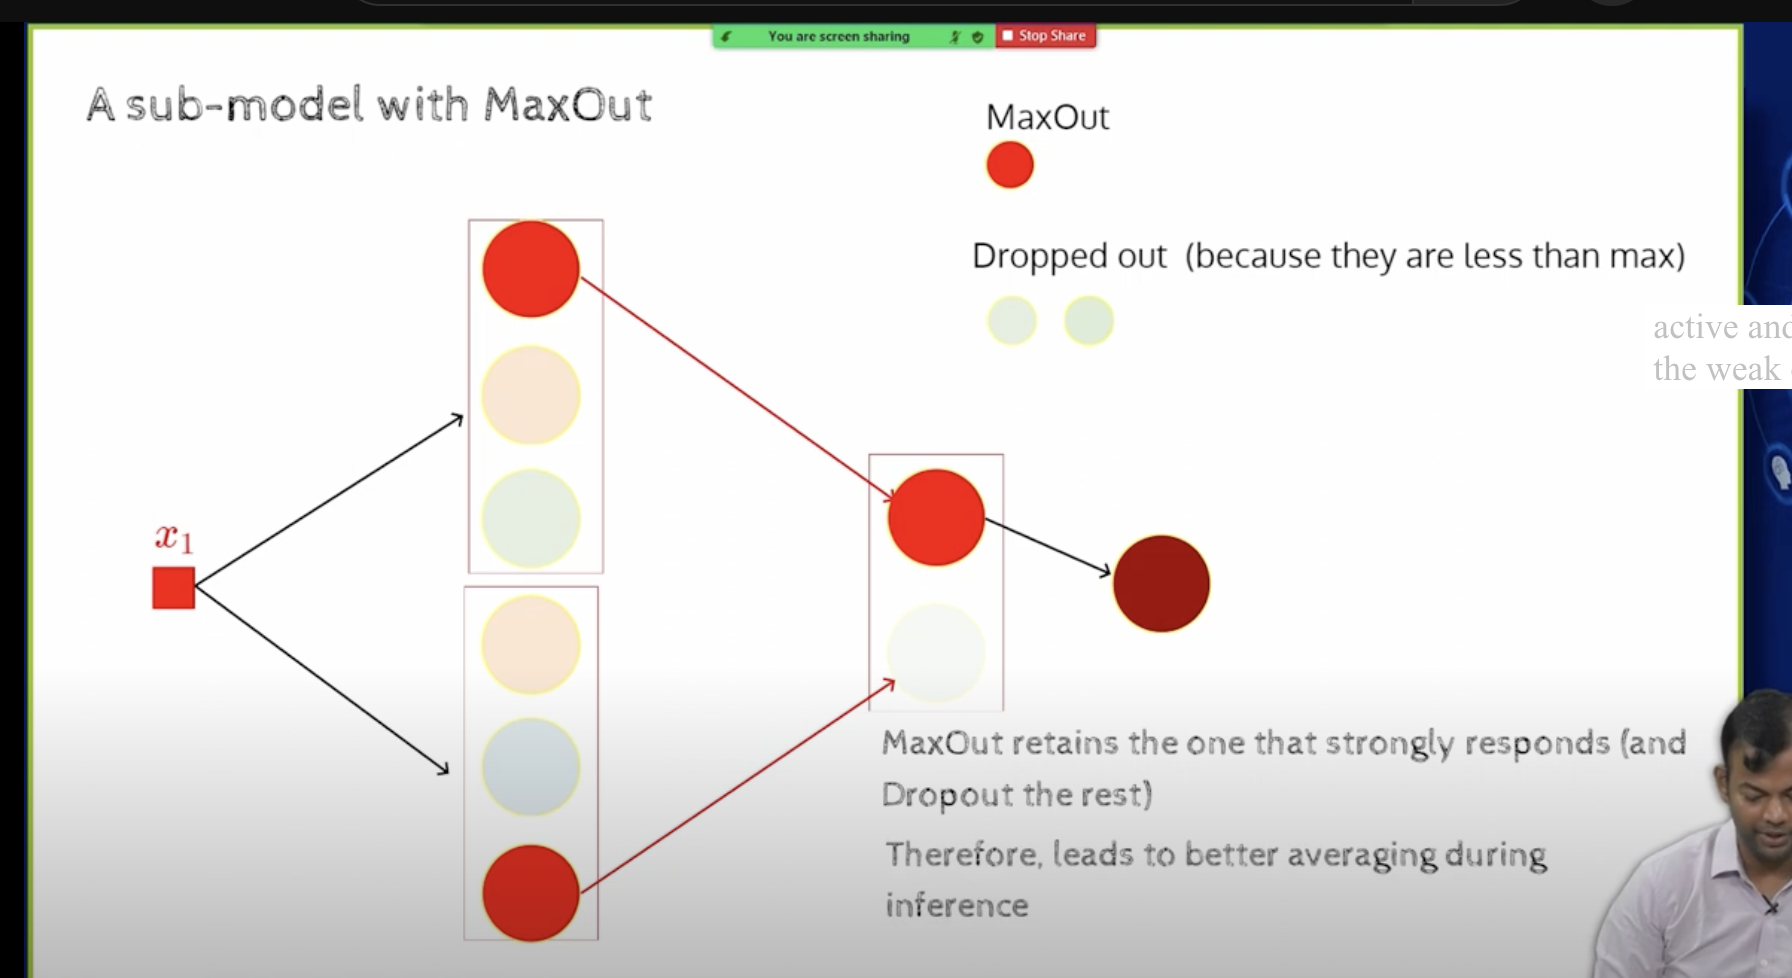 You are screen sharing
Stop Share
A sub-model with MaxOut
MaxOut
Dropped out (because they are less than max)
active and
the weak
x₁
MaxOut retains the one that strongly responds (and
Dropout the rest)
Therefore, leads to better averaging during
inference